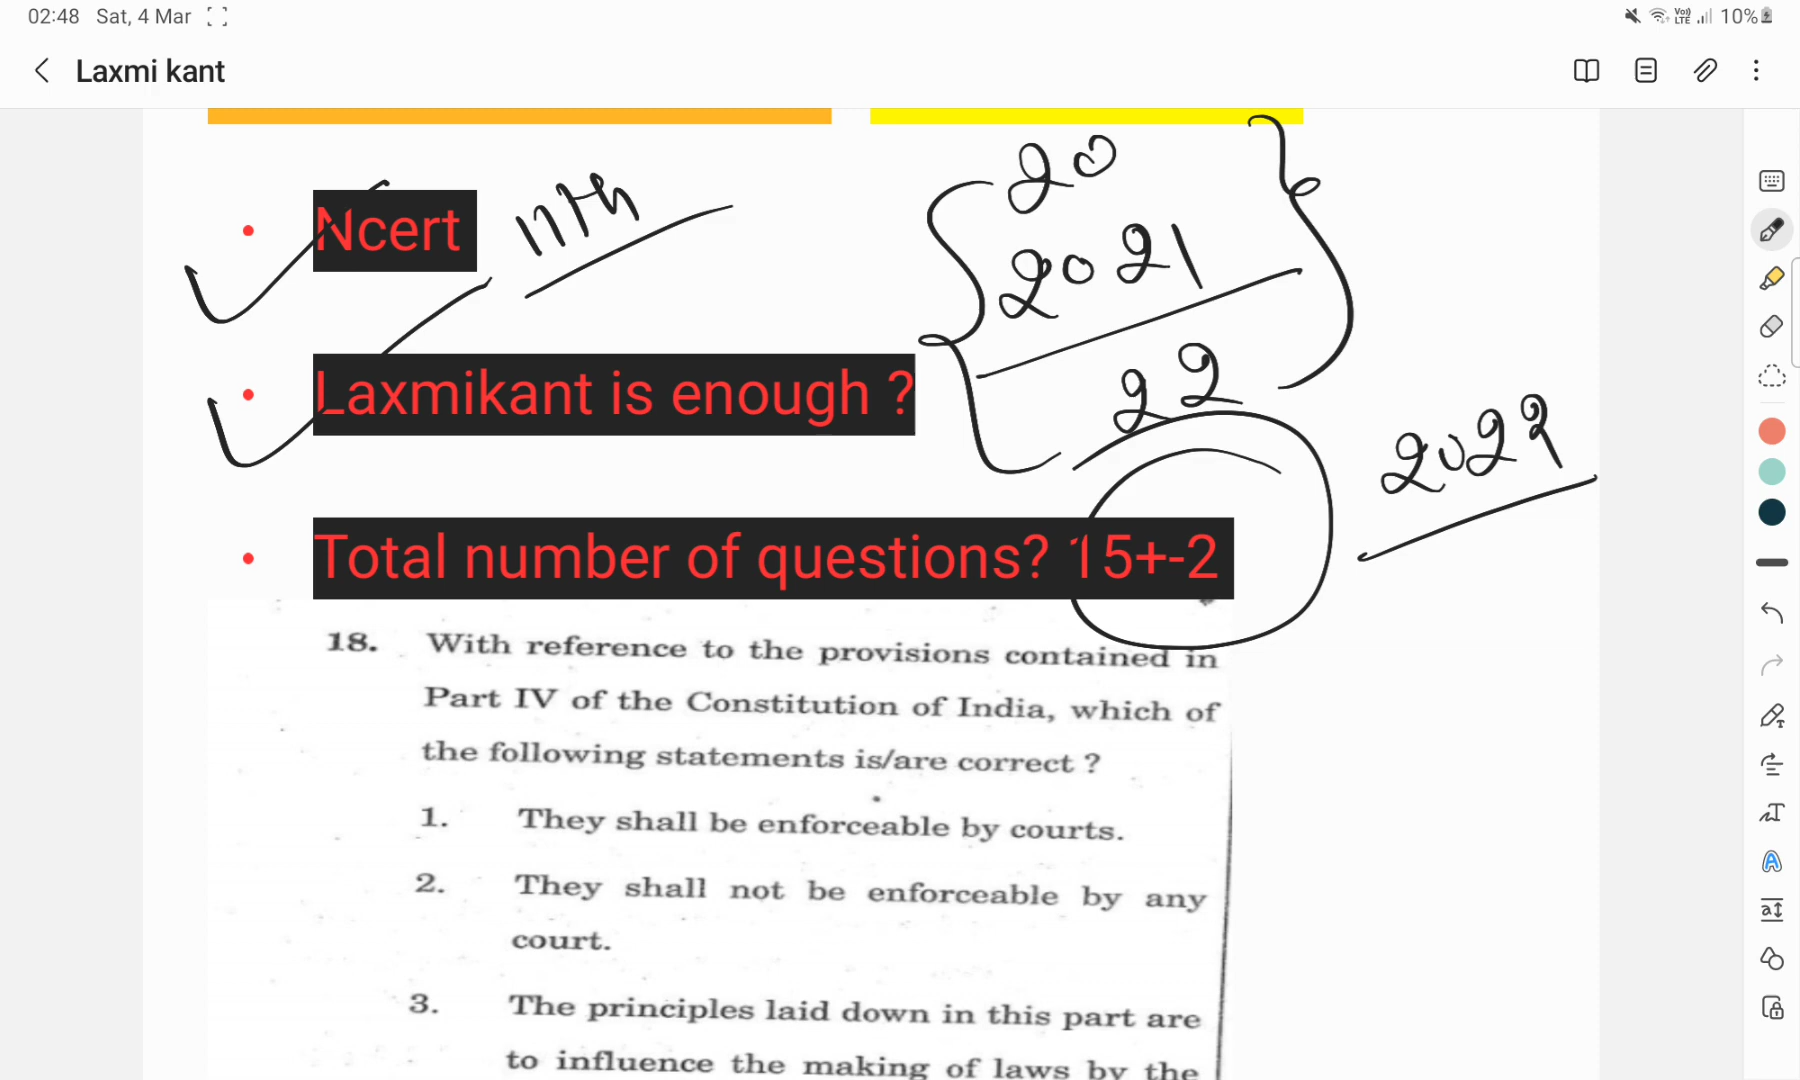 02:48 Sat, 4 Mar
Vo)) LTE 10%
Laxmi kant
• Ncert 11th
20
2021
22
2022
• Laxmikant is enough ?
• Total number of questions? 15+-2
18. With reference to the provisions contained in
Part IV of the Constitution of India, which of
the following statements is/are correct ?
1. They shall be enforceable by courts.
2. They shall not be enforceable by any
court.
3. The principles laid down in this part are
to influence the making of laws by the